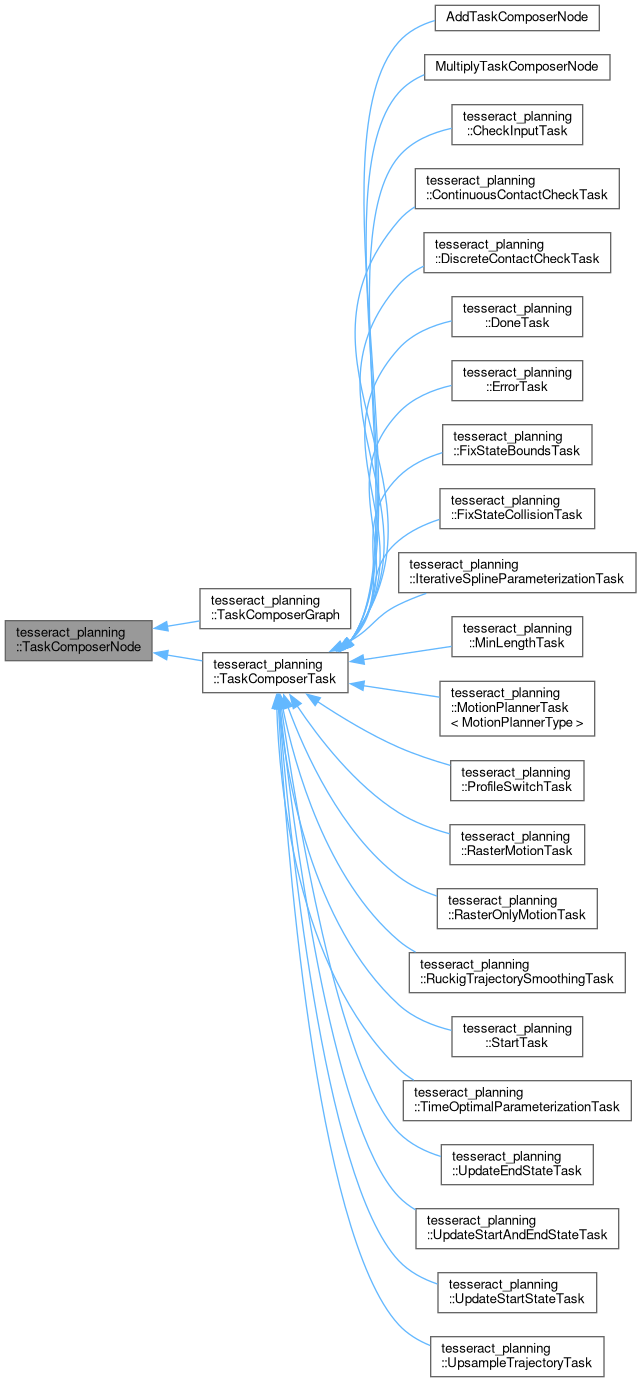 AddTaskComposerNode
MultiplyTaskComposerNode
tesseract_planning
::CheckInputTask
tesseract_planning
::ContinuousContactCheckTask
tesseract_planning
::DiscreteContactCheckTask
tesseract_planning
::DoneTask
tesseract_planning
::ErrorTask
tesseract_planning
::FixStateBoundsTask
tesseract_planning
::FixStateCollisionTask
tesseract_planning
::IterativeSplineParameterizationTask
tesseract_planning
::TaskComposerGraph
tesseract_planning
::TaskComposerNode
tesseract_planning
::TaskComposerTask
tesseract_planning
::MinLengthTask
tesseract_planning
::MotionPlannerTask
< MotionPlannerType >
tesseract_planning
::ProfileSwitchTask
tesseract_planning
::RasterMotionTask
tesseract_planning
::RasterOnlyMotionTask
tesseract_planning
::RuckigTrajectorySmoothingTask
tesseract_planning
::StartTask
tesseract_planning
::TimeOptimalParameterizationTask
tesseract_planning
::UpdateEndStateTask
tesseract_planning
::UpdateStartAndEndStateTask
tesseract_planning
::UpdateStartStateTask
tesseract_planning
::UpsampleTrajectoryTask